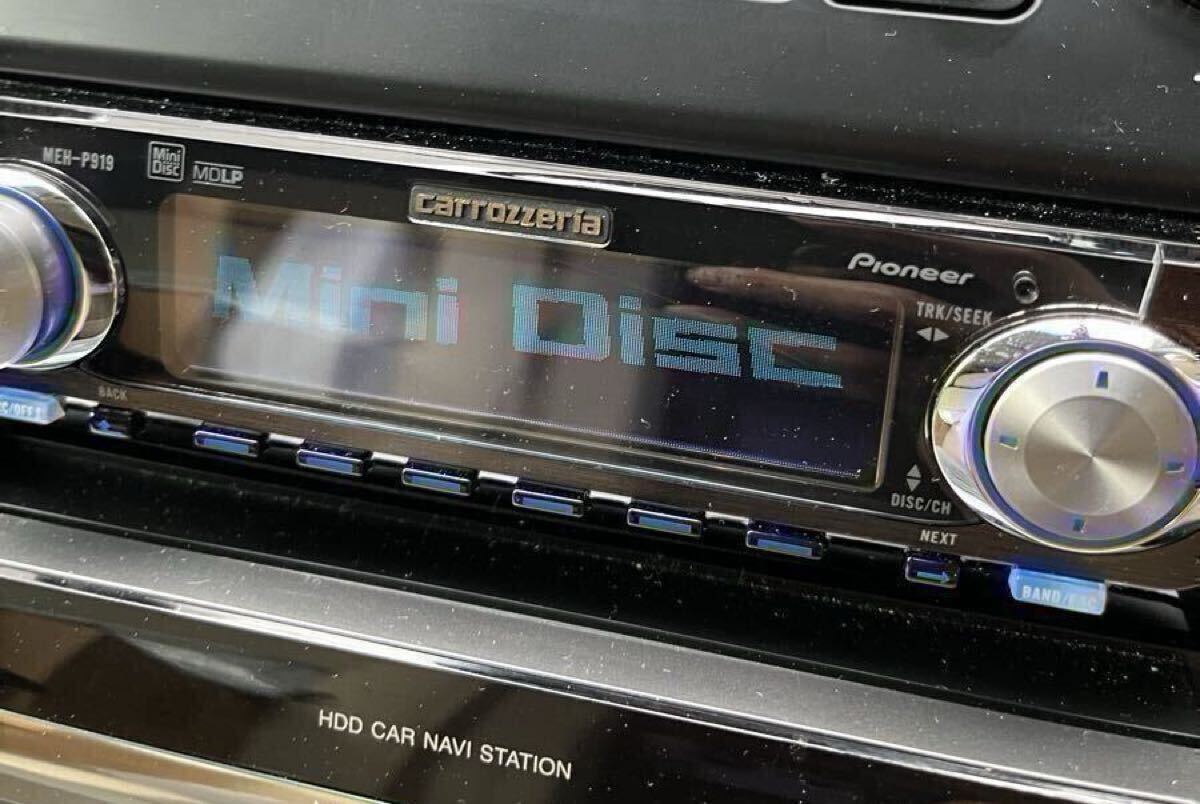 MEH-P919
Mini Disc
MDLP
carrozzeria
Pioneer
Mini Disc
TRK/SEEK
BACK
DISC/CH
NEXT
BAND/ESC
HDD CAR NAVI STATION